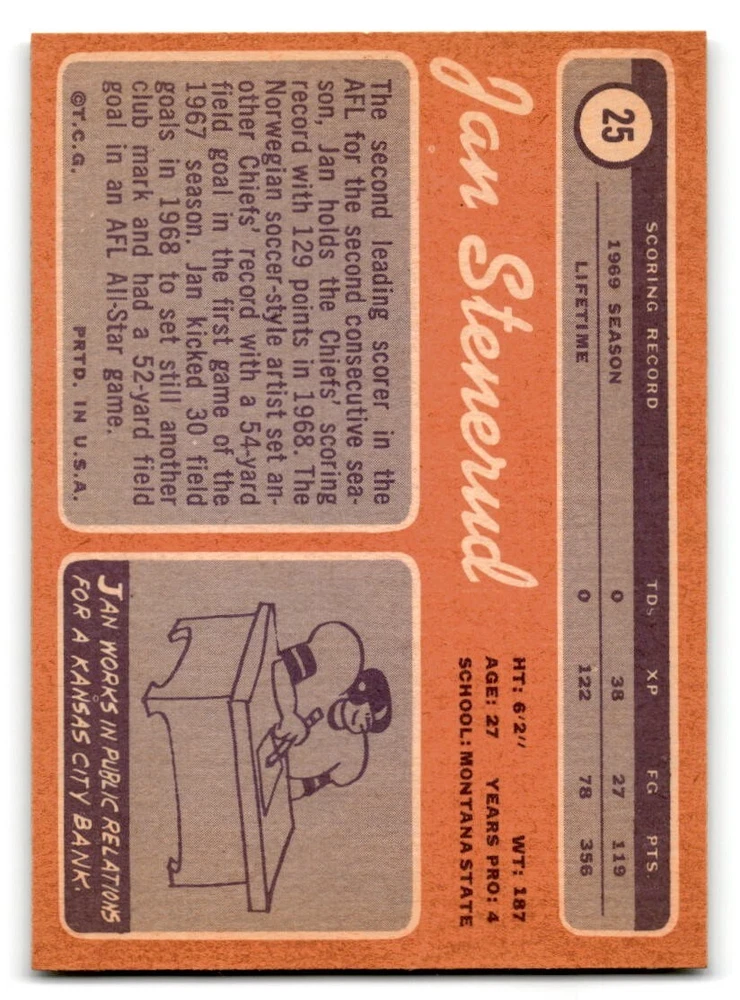 25
SCORING RECORD TDs XP FG PTS.
1969 SEASON 0 38 27 119
LIFETIME 0 122 78 356
Jan Stenerud
HT: 6'2" WT: 187
AGE: 27 YEARS PRO: 4
SCHOOL: MONTANA STATE
The second leading scorer in the
AFL for the second consecutive sea-
son, Jan holds the Chiefs' scoring
record with 129 points in 1968. The
Norwegian soccer-style artist set an-
other Chiefs' record with a 54-yard
field goal in the first game of the
1967 season. Jan kicked 30 field
goals in 1968 to set still another
club mark and had a 52-yard field
goal in an AFL All-Star game.
©T.C.G. PRTD. IN U.S.A.
JAN WORKS IN PUBLIC RELATIONS
FOR A KANSAS CITY BANK.